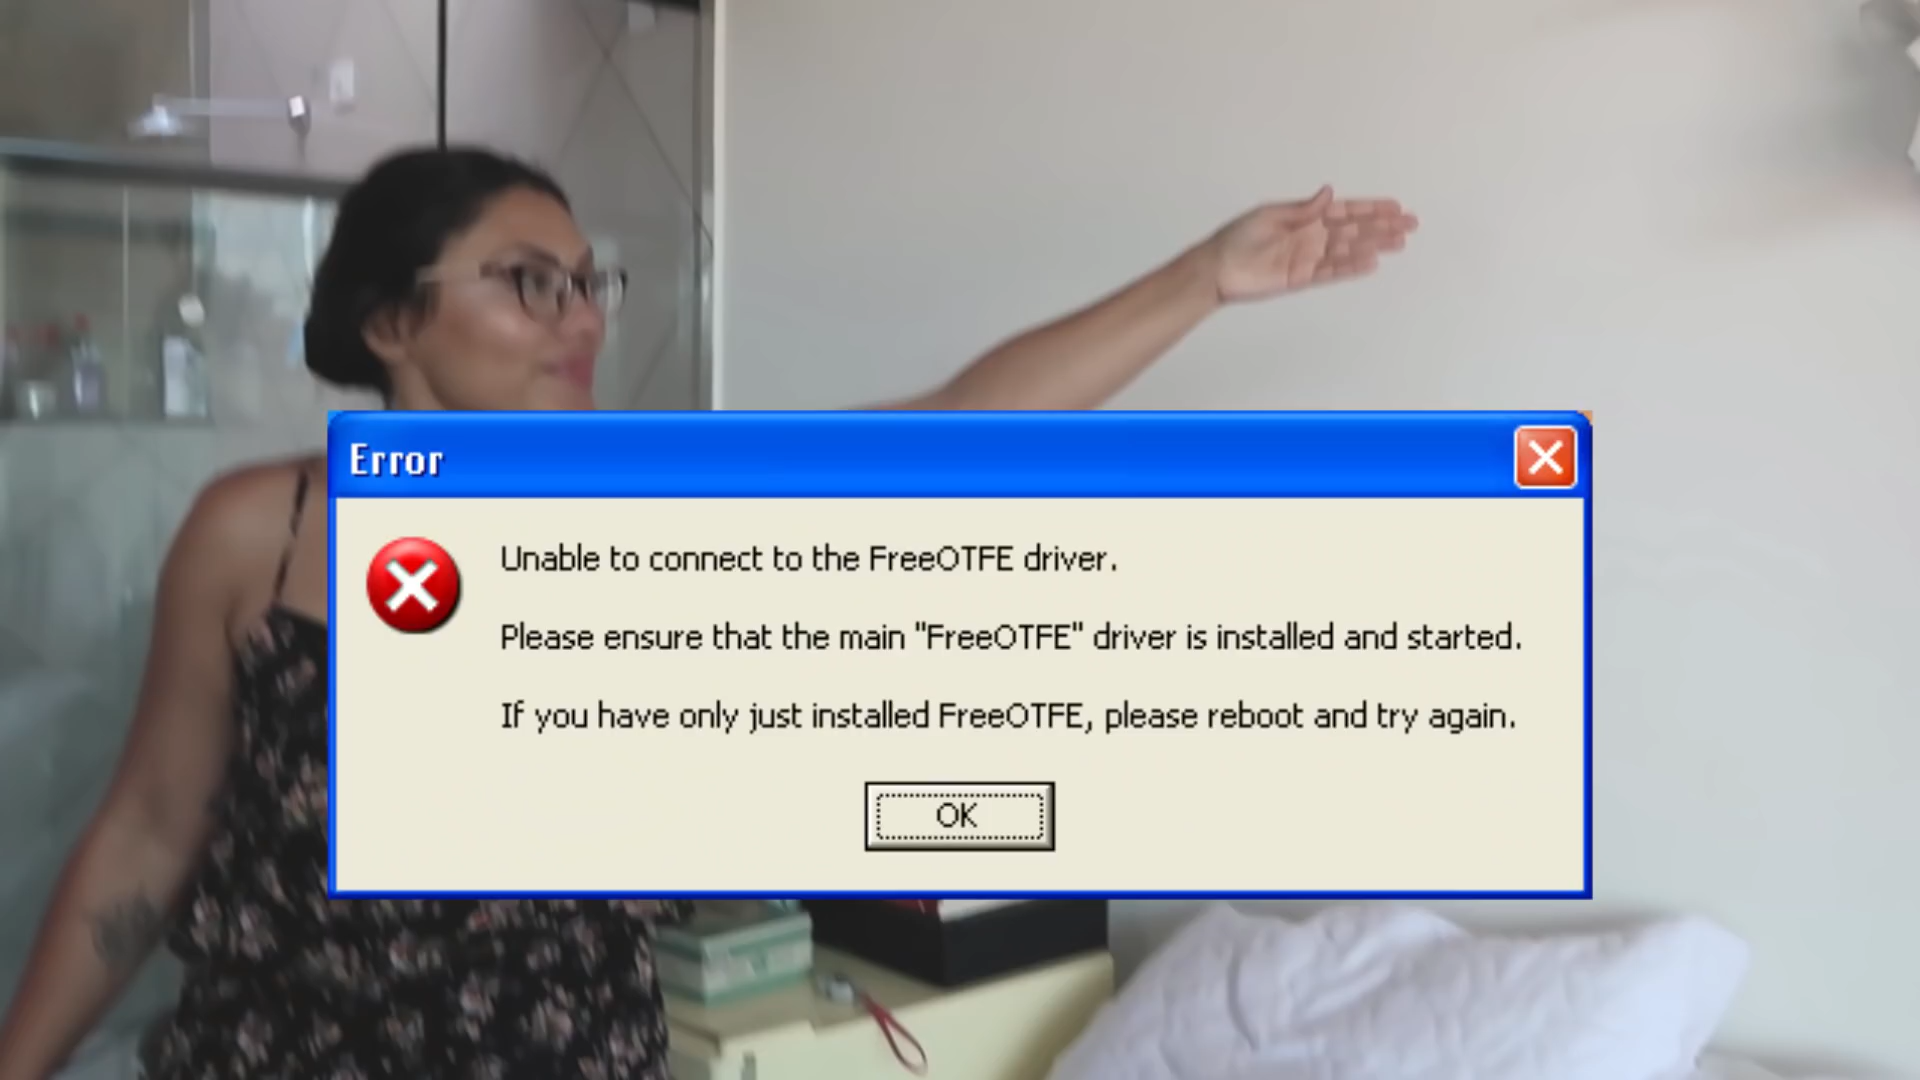 Error
Unable to connect to the FreeOTFE driver.
Please ensure that the main "FreeOTFE" driver is installed and started.
If you have only just installed FreeOTFE, please reboot and try again.
OK